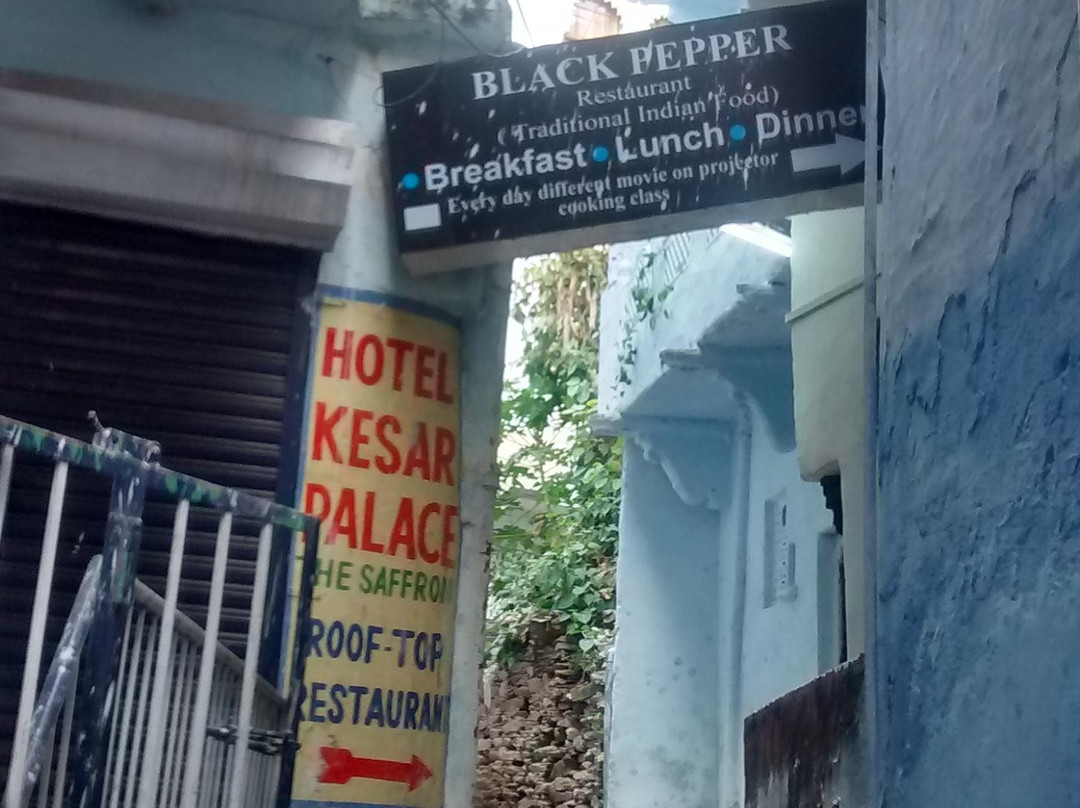 BLACK PEPPER
Restaurant
(Traditional Indian Food)
• Breakfast • Lunch • Dinner
Every day different movie on projector
cooking class
HOTEL
KESAR
PALACE
THE SAFFRON
ROOF-TOP
RESTAURANT